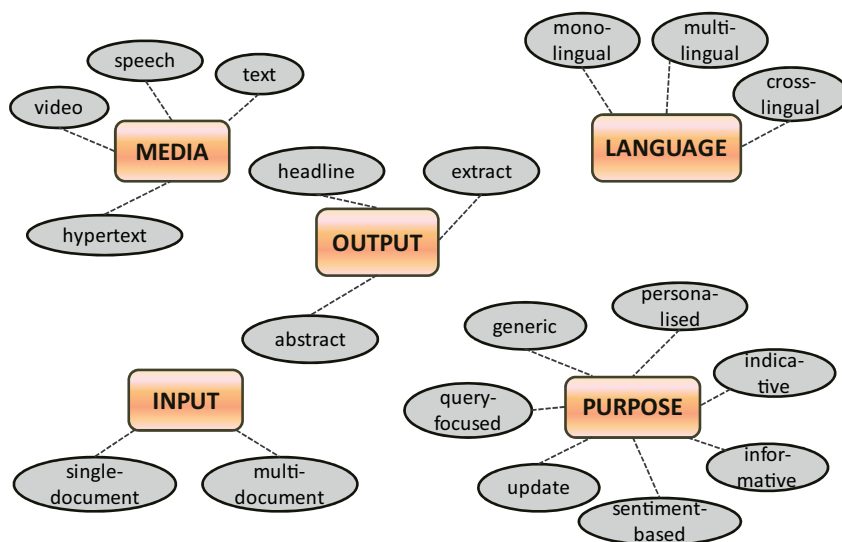 speech
text
video
MEDIA
hypertext
mono-
lingual
multi-
lingual
cross-
lingual
LANGUAGE
headline
extract
OUTPUT
abstract
INPUT
single-
document
multi-
document
generic
persona-
lised
indica-
tive
query-
focused
PURPOSE
infor-
mative
update
sentiment-
based